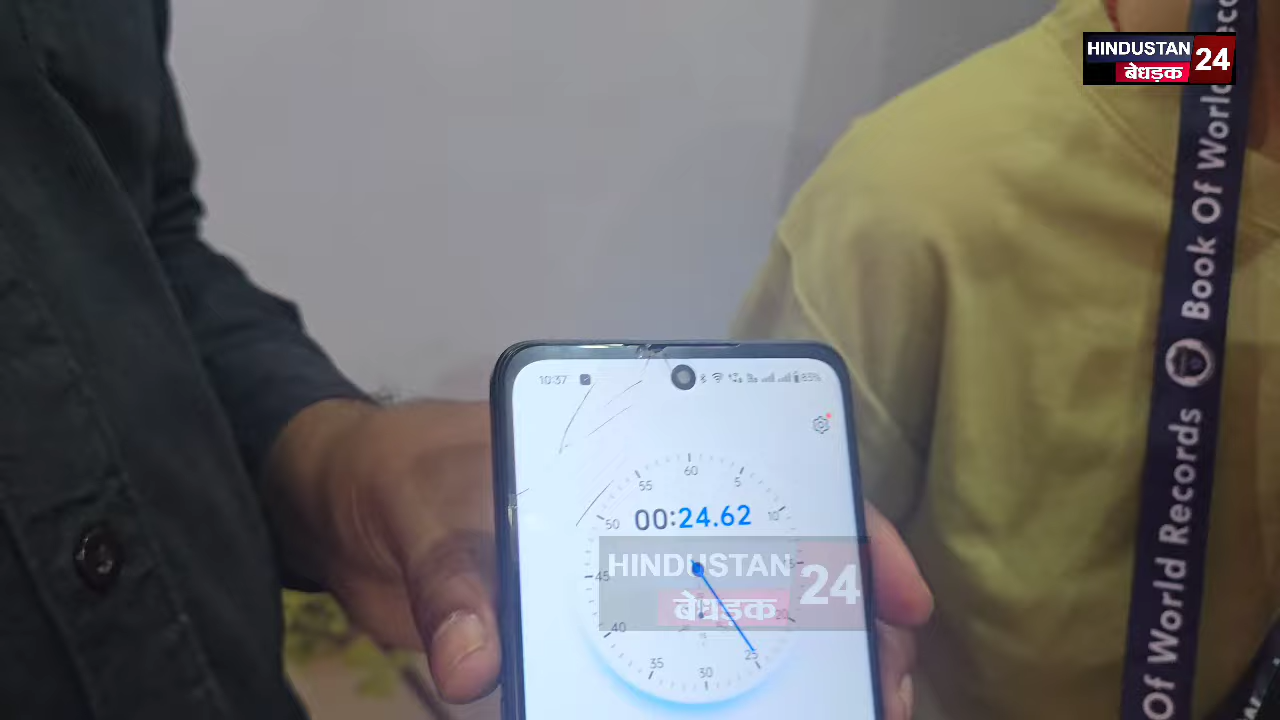 HINDUSTAN
बेधड़क
24
Book Of World Records
Of World Records
10:37
83%
60
55
5
50
00:24.62
10
45
HINDUSTAN
बेधड़क
24
20
40
35
25
30